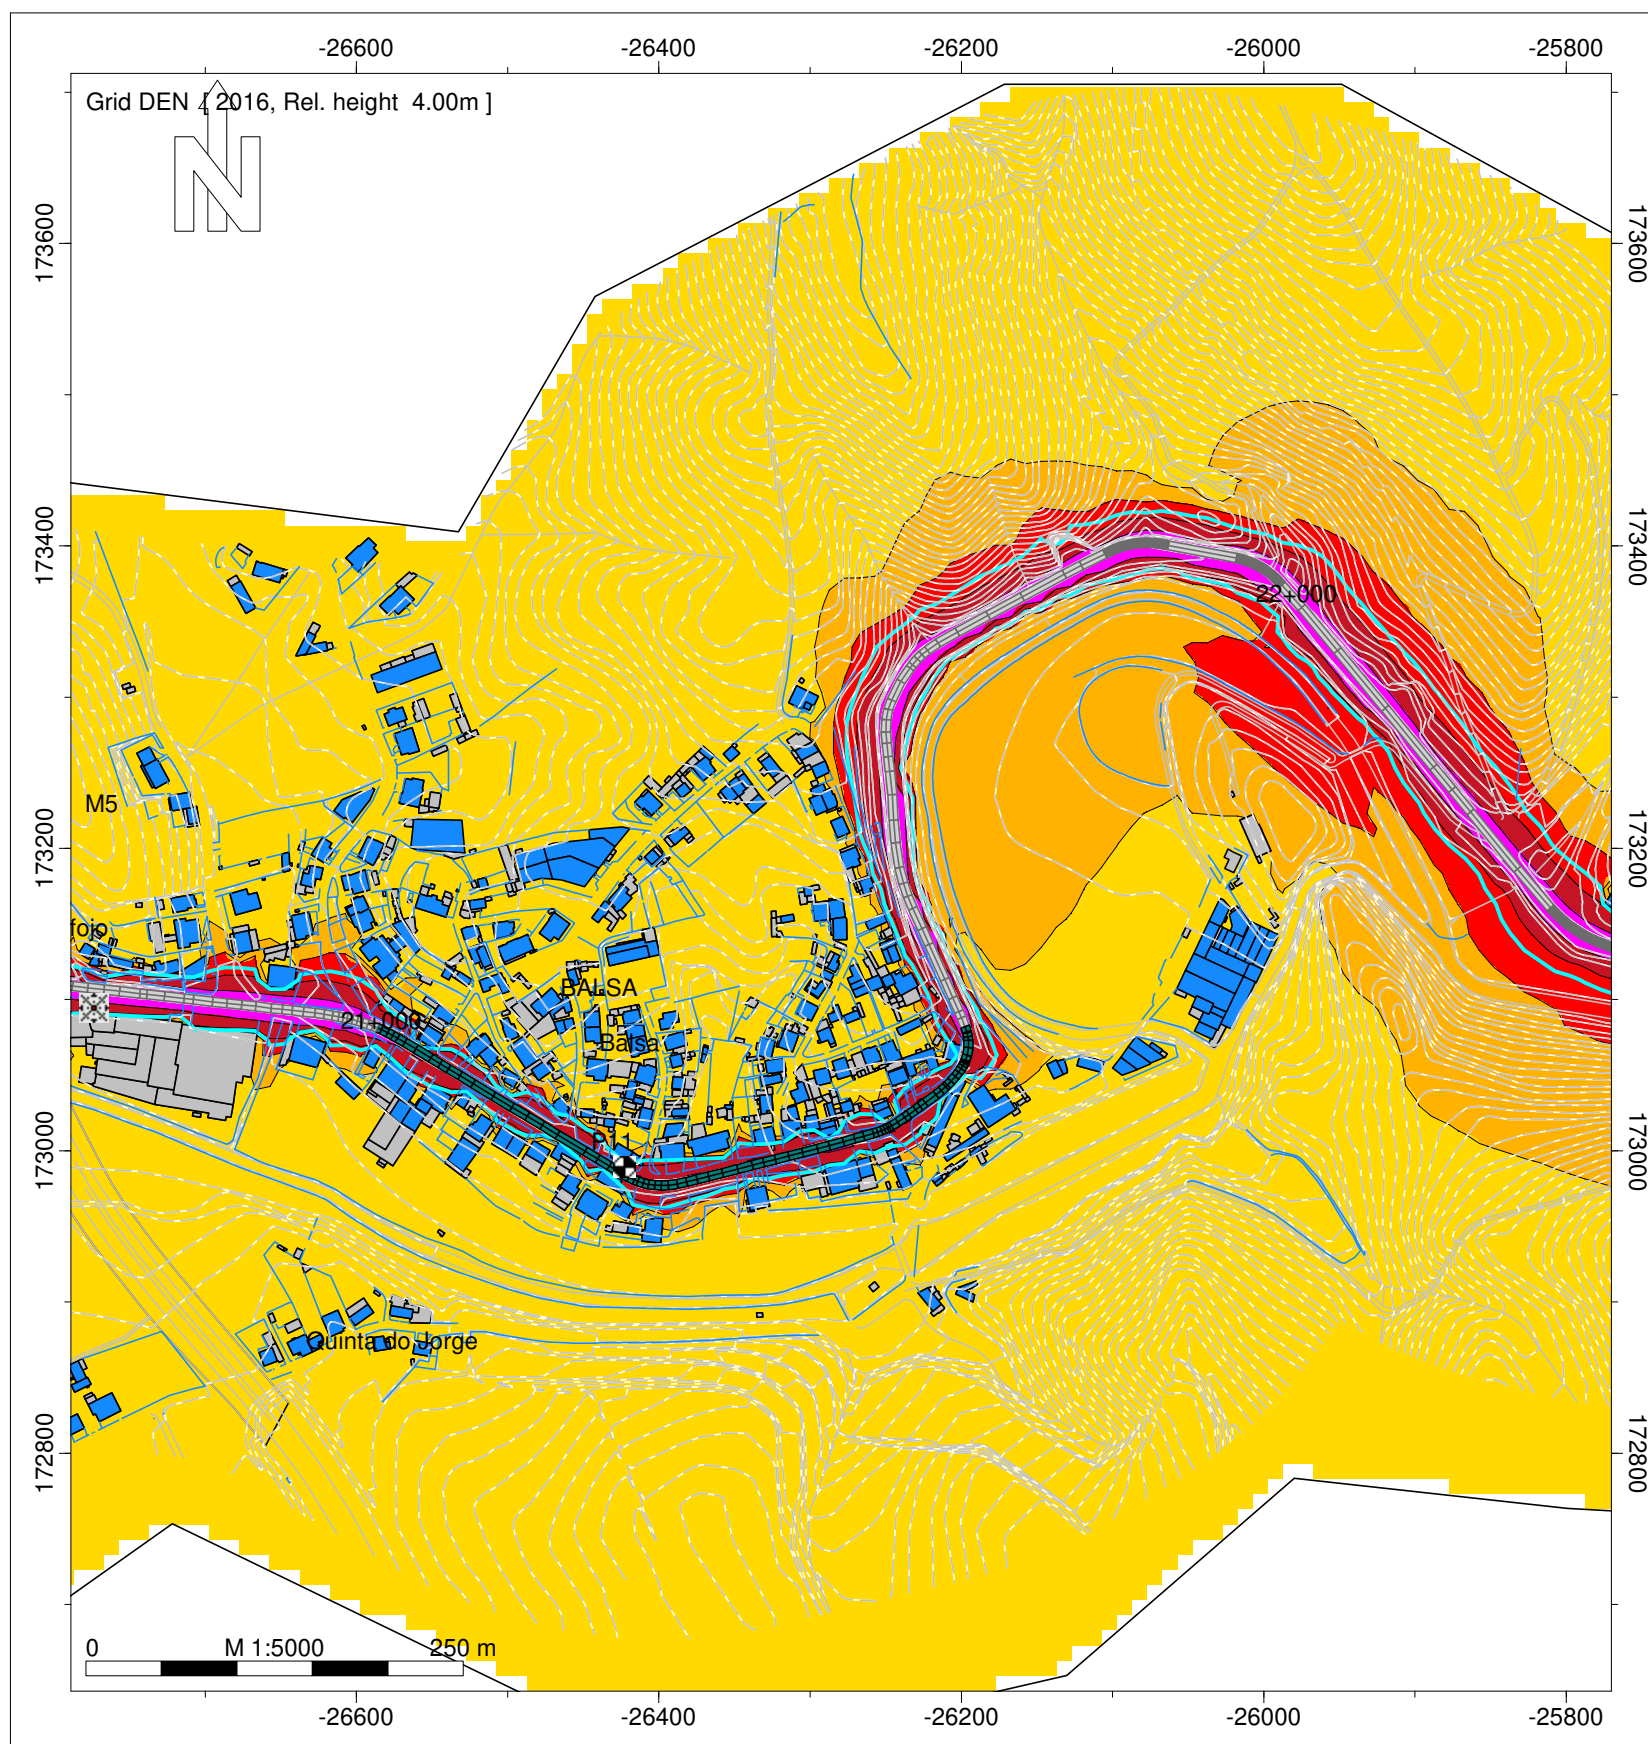 -26600 -26400 -26200 -26000 -25800
Grid DEN [ 2016, Rel. height 4.00m ]
N
173600 173600
173400 173400
22+000
M5
173200 173200
fojo
BALSA
21+000
Balsa
P11
173000 173000
Quinta do Jorge
172800 172800
0 M 1:5000 250 m
-26600 -26400 -26200 -26000 -25800